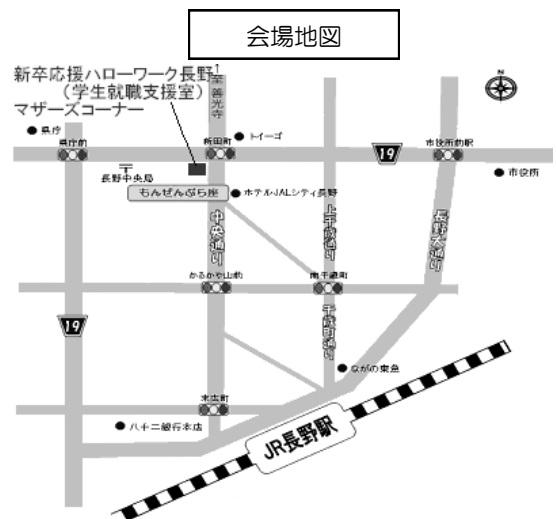 会場地図
新卒応援ハローワーク長野
（学生就職支援室）
マザーズコーナー
↑至 善光寺
N
県庁
県庁前
新田町
トイーゴ
19
市役所前駅
市役所
長野中央局
もんぜんぷら座
ホテルJALシティ長野
中央通り
上千歳通り
長野大通り
かるかや山前
南千歳町
19
千歳町通り
ながの東急
末広町
八十二銀行本店
JR長野駅